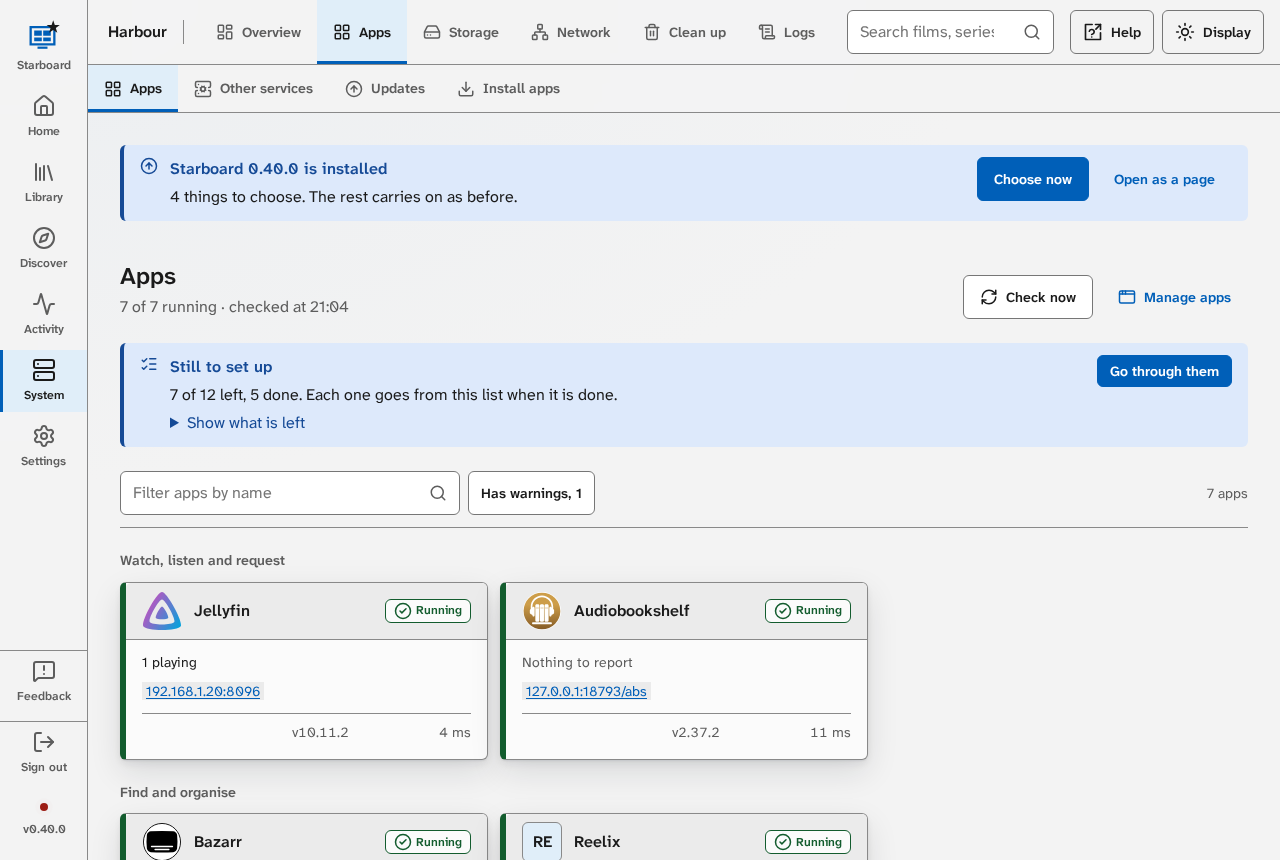 Starboard
Home
Library
Discover
Activity
System
Settings
Feedback
Sign out
v0.40.0
Harbour
Overview
Apps
Storage
Network
Clean up
Logs
Search films, series
Help
Display
Apps
Other services
Updates
Install apps
Starboard 0.40.0 is installed
4 things to choose. The rest carries on as before.
Choose now
Open as a page
Apps
7 of 7 running · checked at 21:04
Check now
Manage apps
Still to set up
7 of 12 left, 5 done. Each one goes from this list when it is done.
Show what is left
Go through them
Filter apps by name
Has warnings, 1
7 apps
Watch, listen and request
Jellyfin
Running
1 playing
192.168.1.20:8096
v10.11.2
4 ms
Audiobookshelf
Running
Nothing to report
127.0.0.1:18793/abs
v2.37.2
11 ms
Find and organise
Bazarr
Running
RE
Reelix
Running